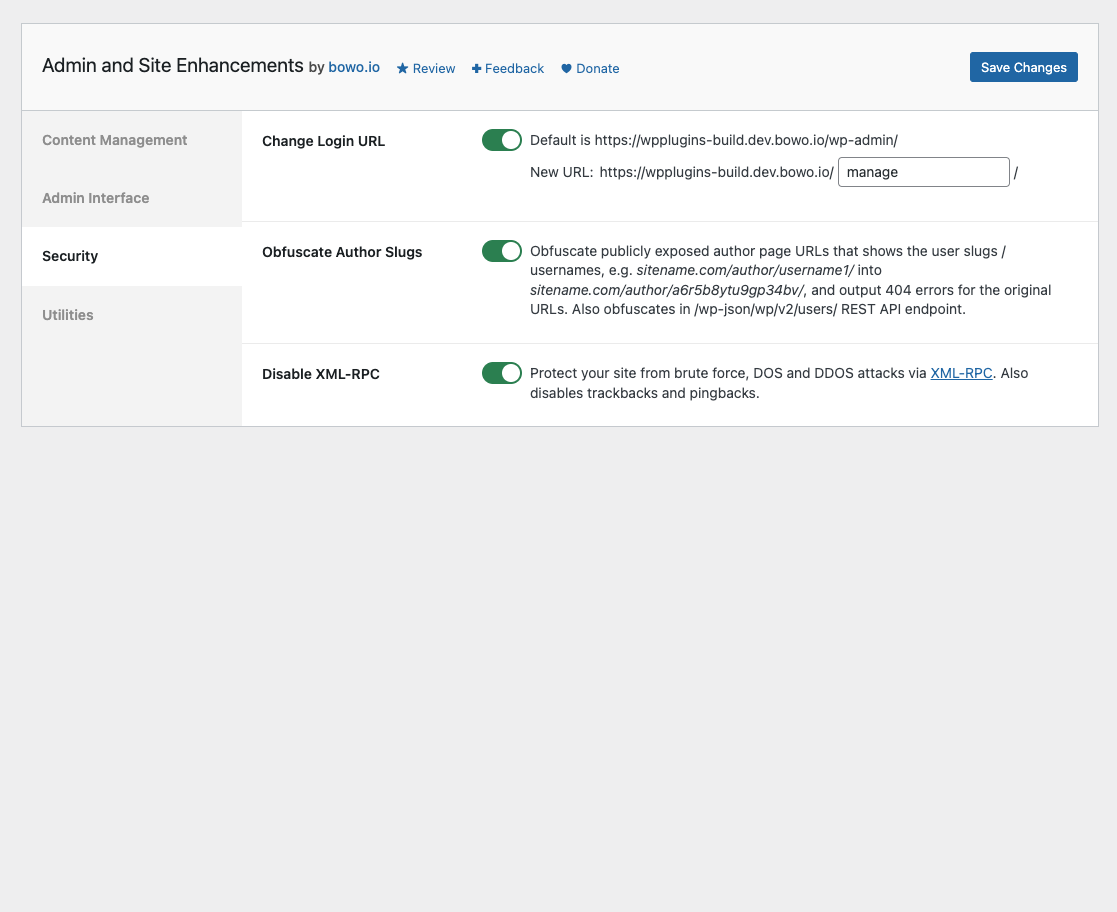 Admin and Site Enhancements by bowo.io Review Feedback Donate Save Changes
Content Management
Admin Interface
Security
Utilities
Change Login URL
Default is https://wpplugins-build.dev.bowo.io/wp-admin/
New URL: https://wpplugins-build.dev.bowo.io/ manage /
Obfuscate Author Slugs
Obfuscate publicly exposed author page URLs that shows the user slugs /
usernames, e.g. sitename.com/author/username1/ into
sitename.com/author/a6r5b8ytu9gp34bv/, and output 404 errors for the original
URLs. Also obfuscates in /wp-json/wp/v2/users/ REST API endpoint.
Disable XML-RPC
Protect your site from brute force, DOS and DDOS attacks via XML-RPC. Also
disables trackbacks and pingbacks.